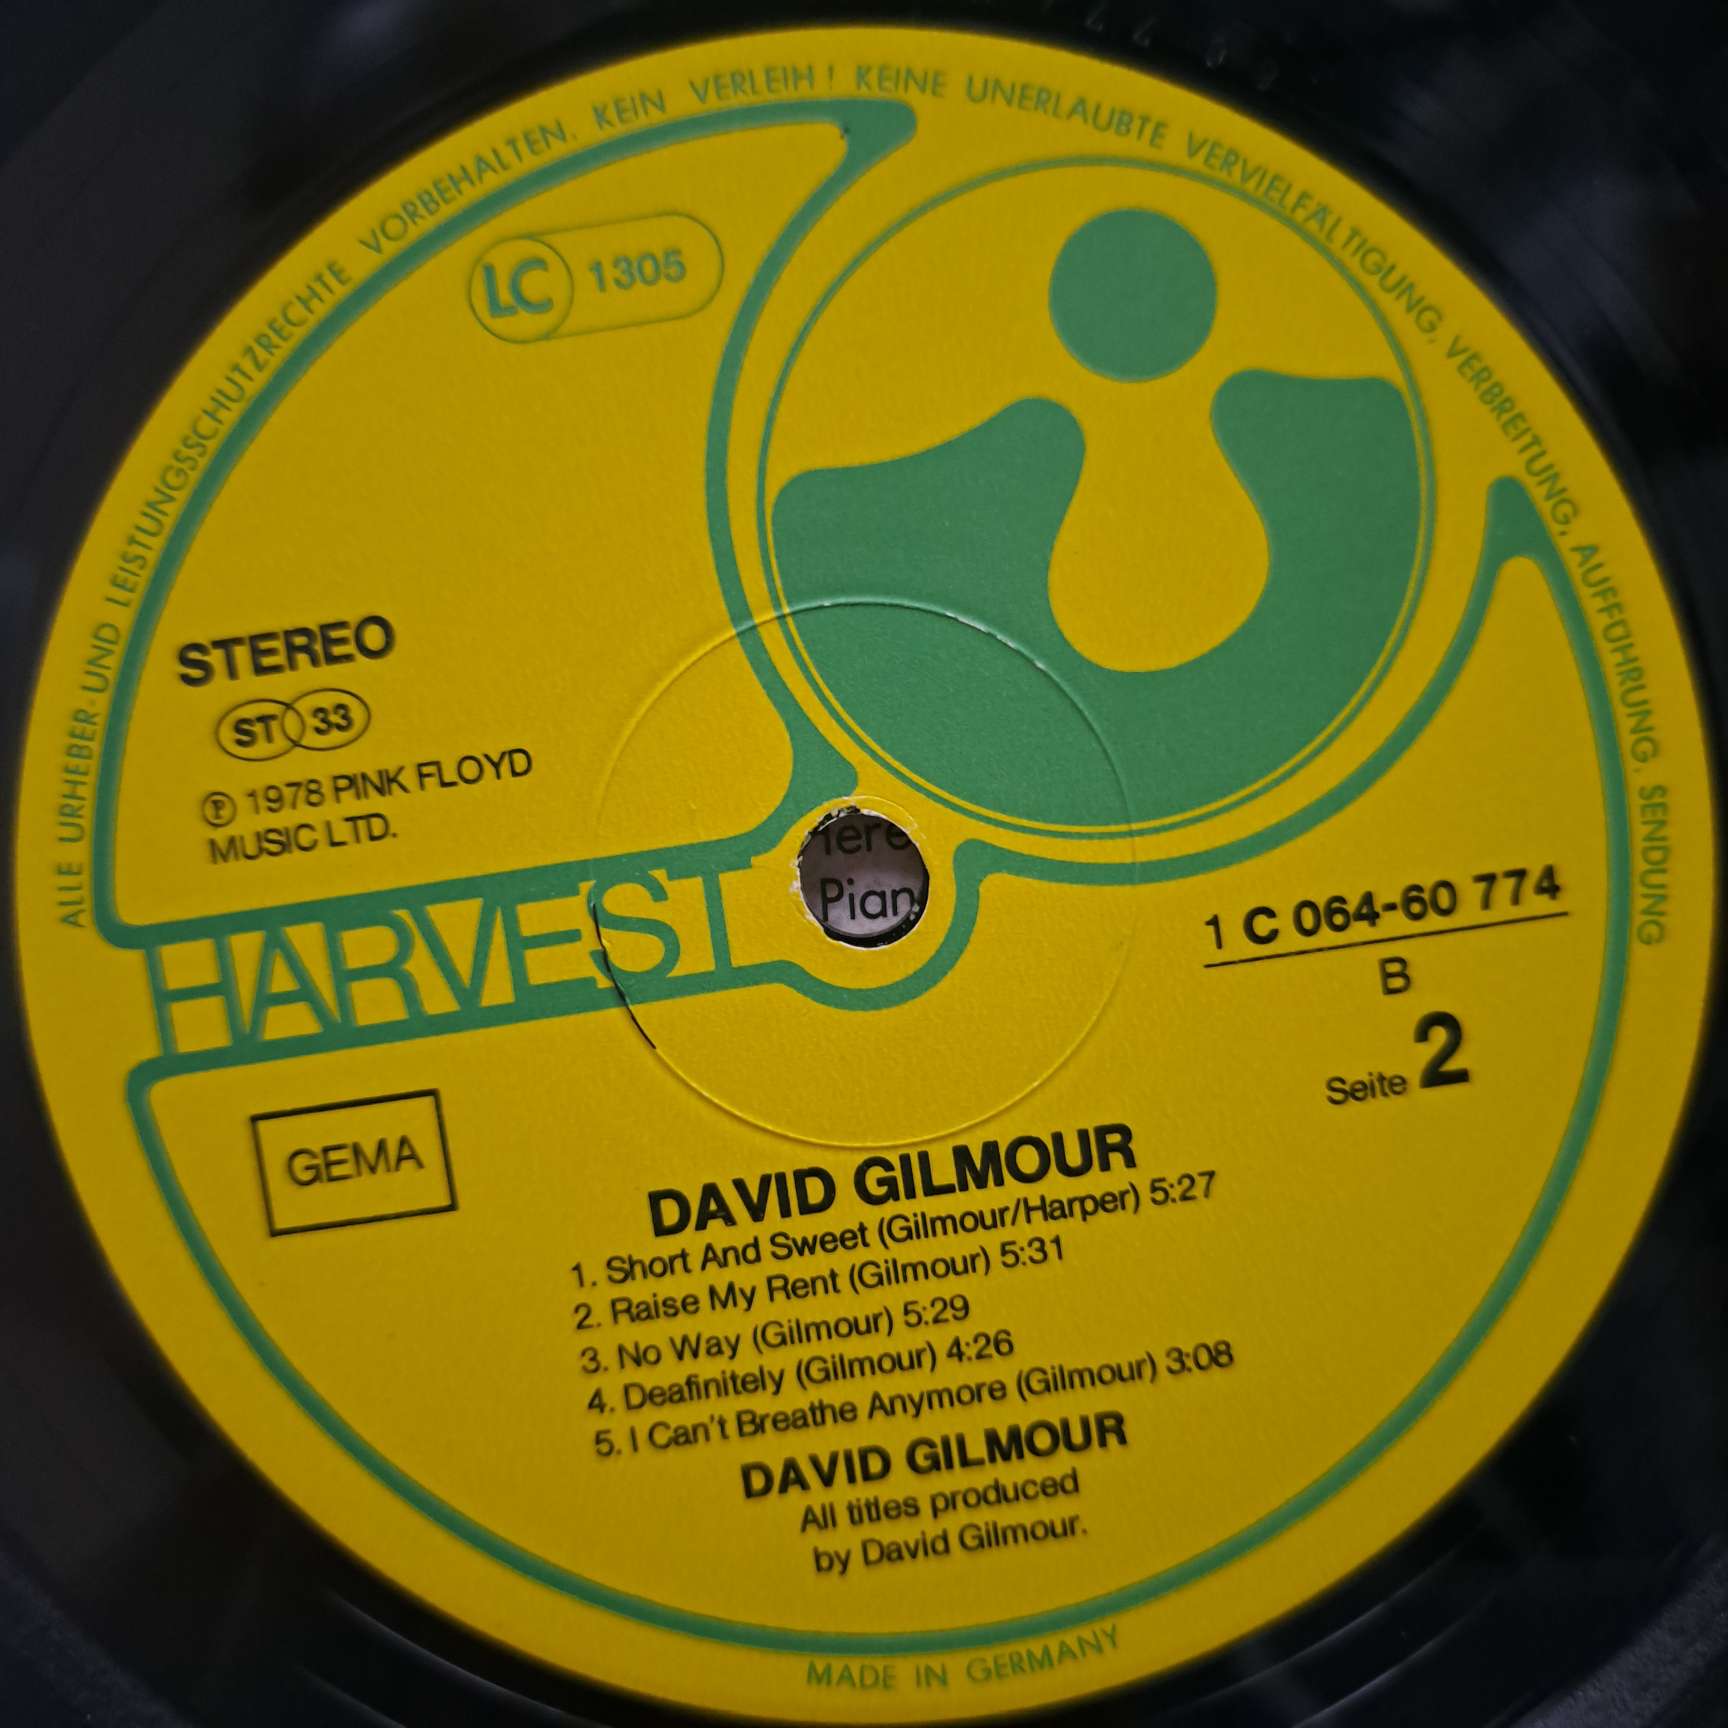 ALLE URHEBER- UND LEISTUNGSSCHUTZRECHTE VORBEHALTEN. KEIN VERLEIH! KEINE UNERLAUBTE VERVIELFÄLTIGUNG, VERBREITUNG, AUFFÜHRUNG, SENDUNG
LC 1305
STEREO
ST 33
Ⓟ 1978 PINK FLOYD
MUSIC LTD.
HARVEST
Pian
1 C 064-60 774
B
Seite 2
GEMA
DAVID GILMOUR
1. Short And Sweet (Gilmour/Harper) 5:27
2. Raise My Rent (Gilmour) 5:31
3. No Way (Gilmour) 5:29
4. Deafinitely (Gilmour) 4:26
5. I Can't Breathe Anymore (Gilmour) 3:08
DAVID GILMOUR
All titles produced
by David Gilmour.
MADE IN GERMANY